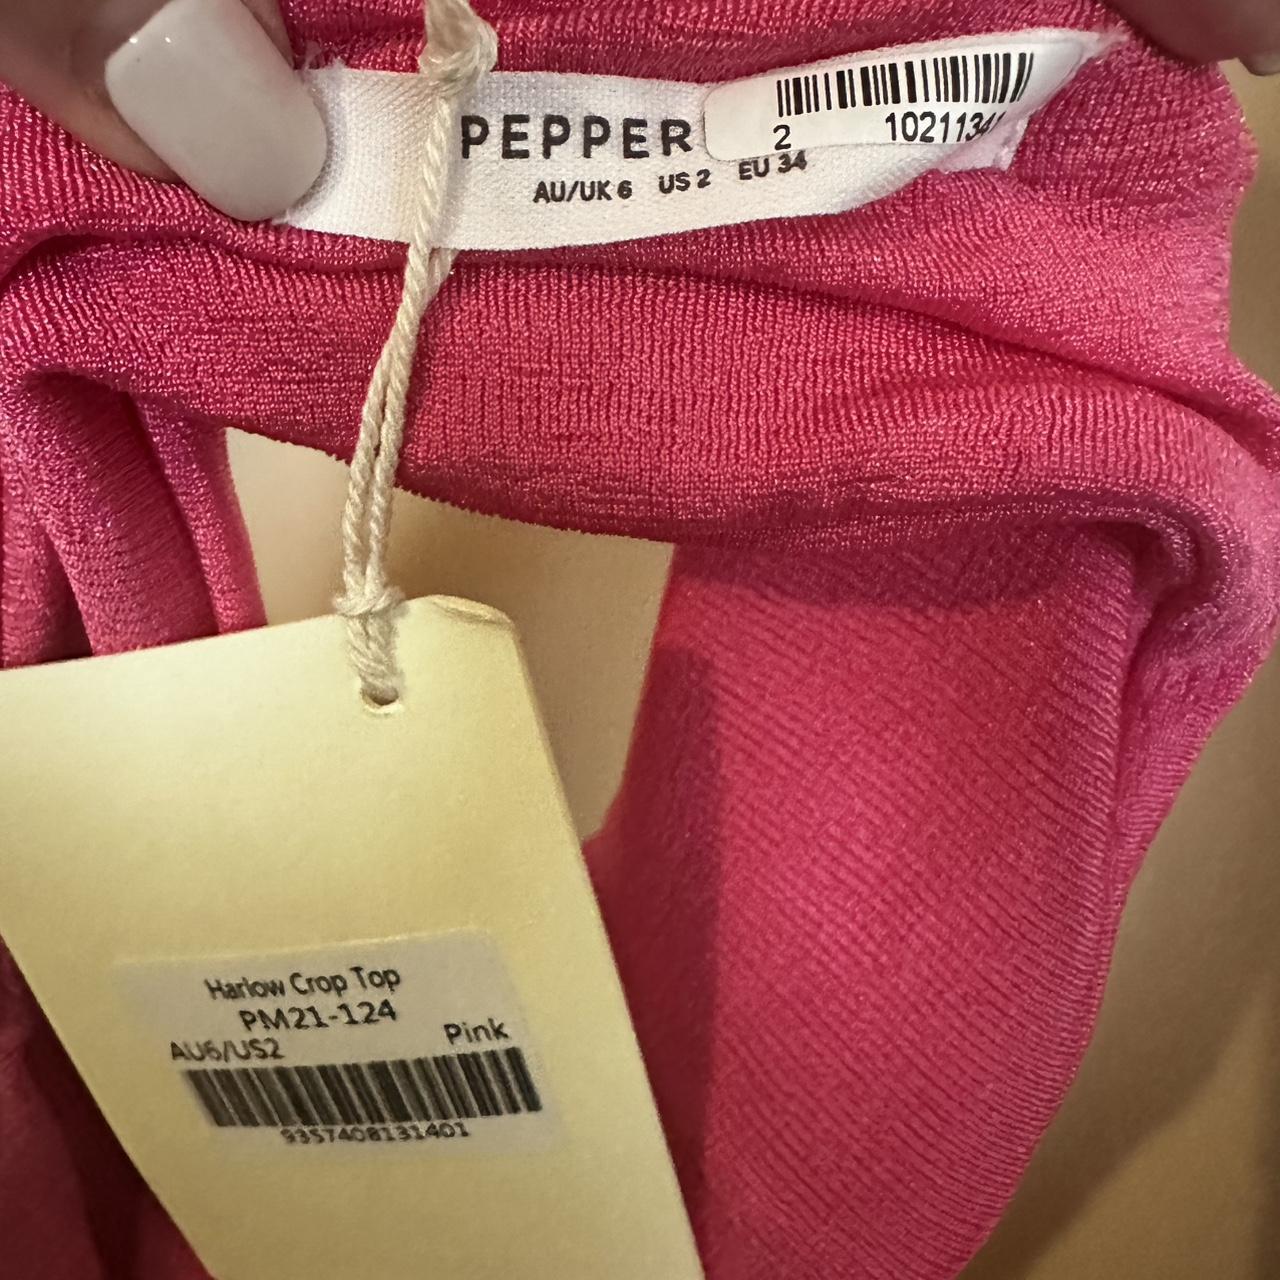 PEPPER
2
AU/UK 6 US 2 EU 34
Harlow Crop Top
PM21-124
AU6/US2 Pink
9357408131401